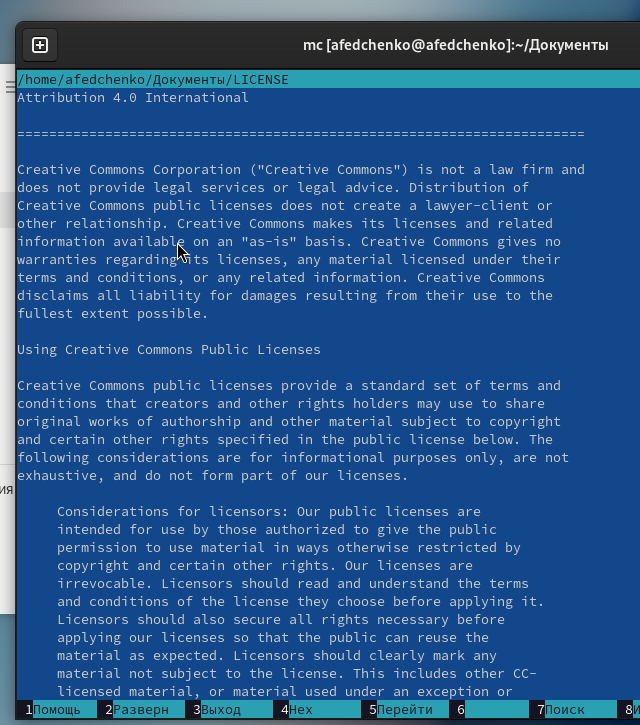 mc [afedchenko@afedchenko]:~/Документы
/home/afedchenko/Документы/LICENSE
Attribution 4.0 International
=======================================================================
Creative Commons Corporation ("Creative Commons") is not a law firm and
does not provide legal services or legal advice. Distribution of
Creative Commons public licenses does not create a lawyer-client or
other relationship. Creative Commons makes its licenses and related
information available on an "as-is" basis. Creative Commons gives no
warranties regarding its licenses, any material licensed under their
terms and conditions, or any related information. Creative Commons
disclaims all liability for damages resulting from their use to the
fullest extent possible.
Using Creative Commons Public Licenses
Creative Commons public licenses provide a standard set of terms and
conditions that creators and other rights holders may use to share
original works of authorship and other material subject to copyright
and certain other rights specified in the public license below. The
following considerations are for informational purposes only, are not
exhaustive, and do not form part of our licenses.
ия
Considerations for licensors: Our public licenses are
intended for use by those authorized to give the public
permission to use material in ways otherwise restricted by
copyright and certain other rights. Our licenses are
irrevocable. Licensors should read and understand the terms
and conditions of the license they choose before applying it.
Licensors should also secure all rights necessary before
applying our licenses so that the public can reuse the
material as expected. Licensors should clearly mark any
material not subject to the license. This includes other CC-
licensed material, or material used under an exception or
1Помощь 2Разверн 3Выход 4Hex 5Перейти 6 7Поиск 8